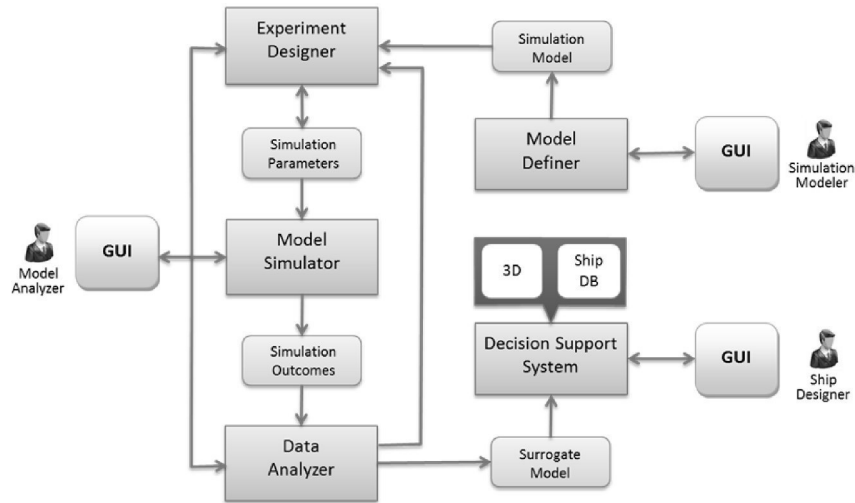 Experiment
Designer
Simulation
Model
Simulation
Parameters
Model
Definer
GUI
Simulation
Modeler
GUI
Model
Analyzer
Model
Simulator
3D
Ship
DB
Simulation
Outcomes
Decision Support
System
GUI
Ship
Designer
Data
Analyzer
Surrogate
Model